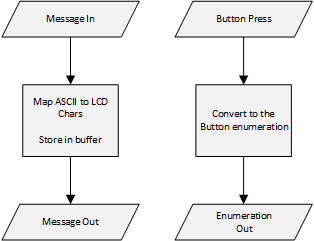 Message In
Map ASCII to LCD
Chars
Store in buffer
Message Out
Button Press
Convert to the
Button enumeration
Enumeration
Out